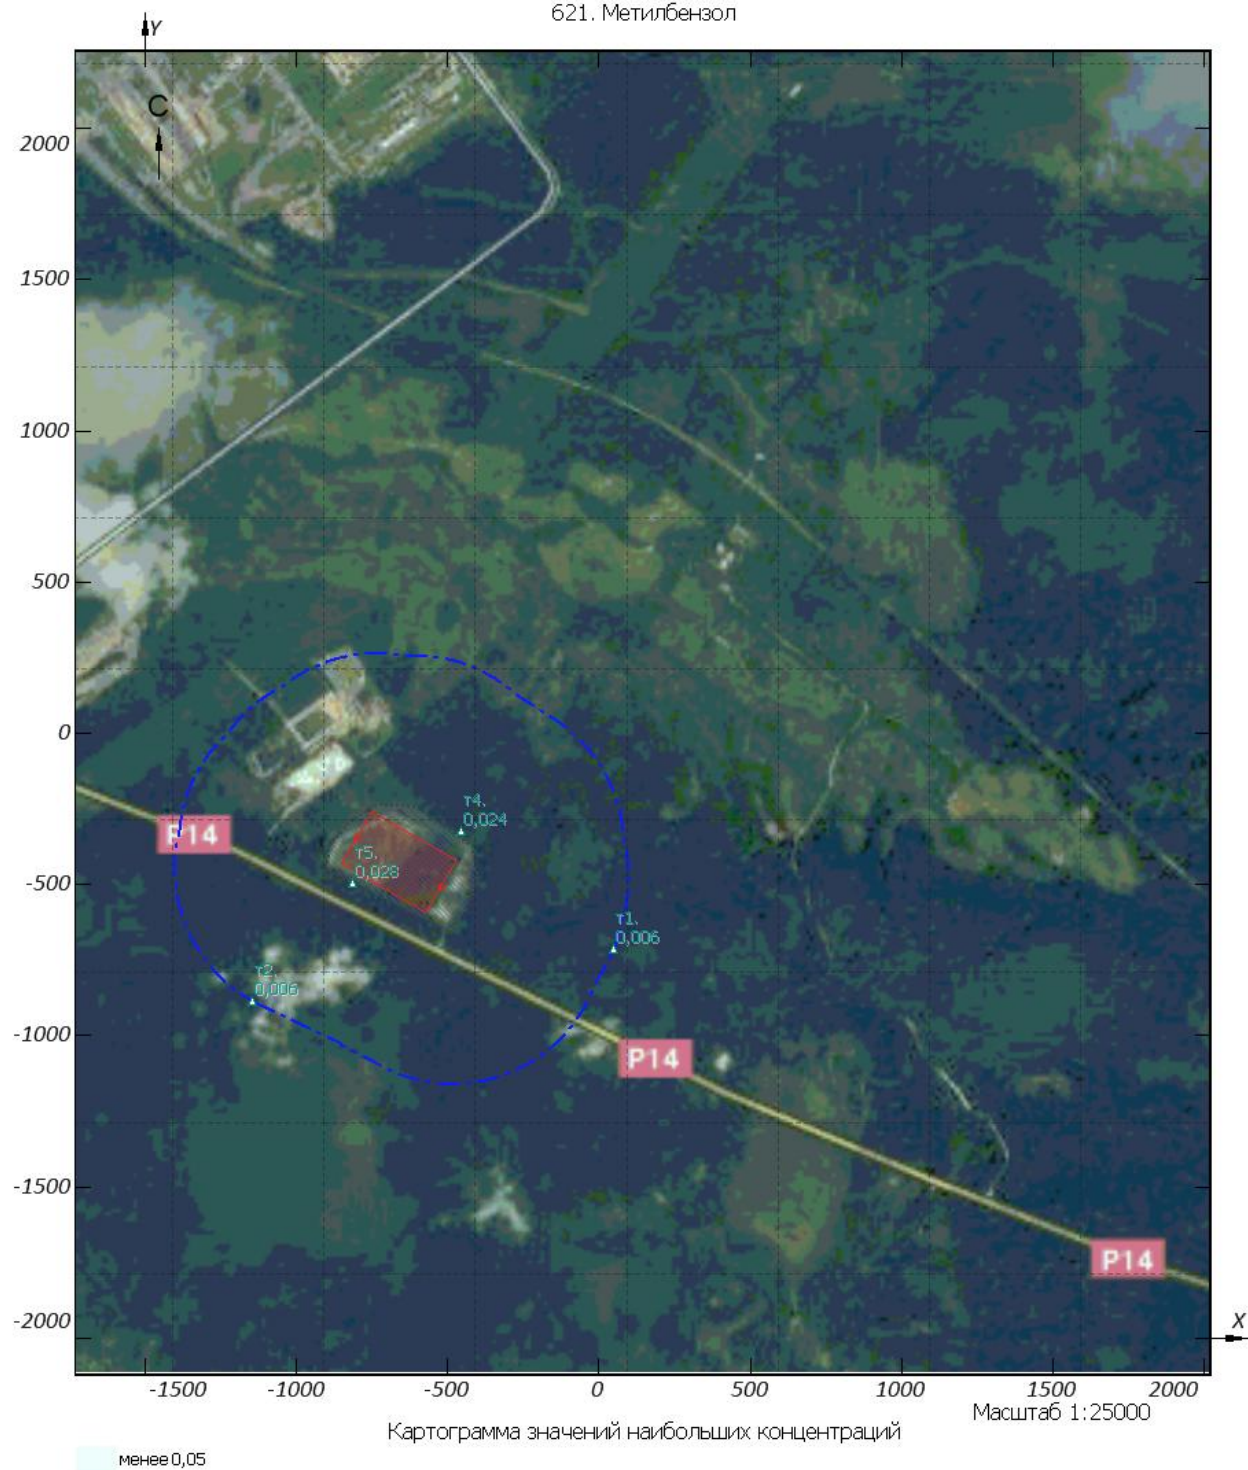 621. Метилбензол
Y
С
2000
1500
1000
500
0
-500
-1000
-1500
-2000
Р14
т4.
0,024
т5.
0,028
т1.
0,006
т2.
0,006
Р14
Р14
X
-1500
-1000
-500
0
500
1000
1500
2000
Масштаб 1:25000
Картограмма значений наибольших концентраций
менее 0,05